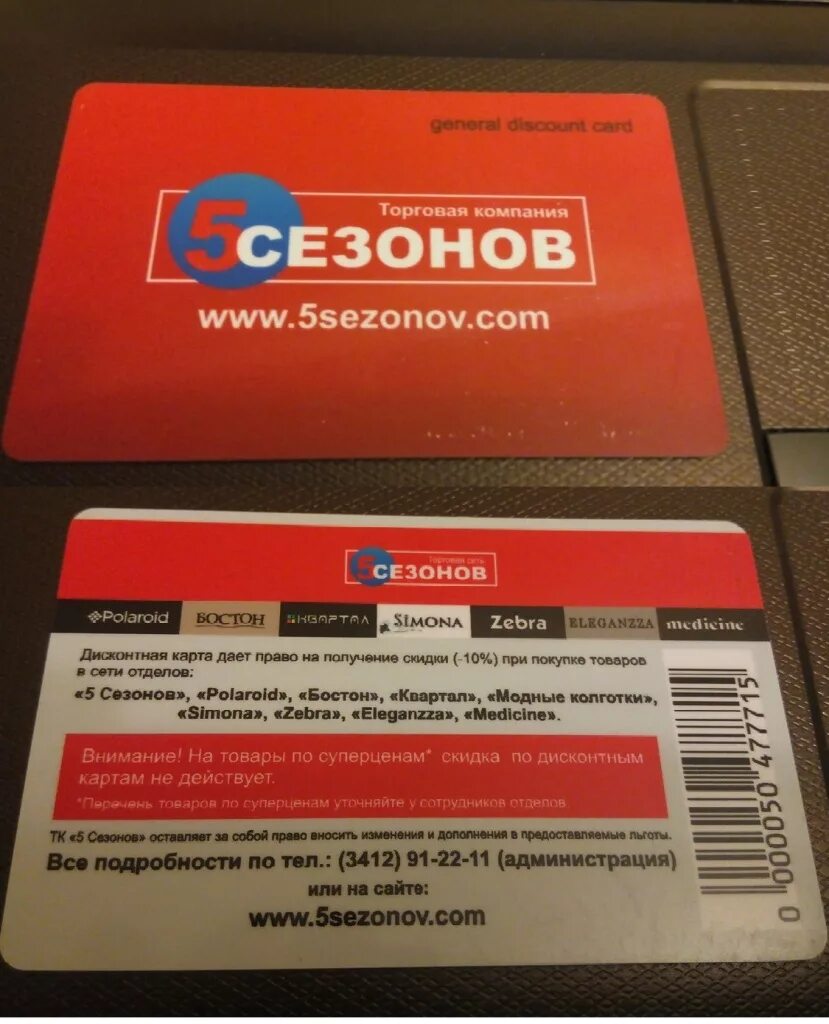 general discount card
Торговая компания
5СЕЗОНОВ
www.5sezonov.com
Торговая сеть
5СЕЗОНОВ
Polaroid БОСТОН КВАРТАЛ SIMONA Zebra ELEGANZZA medicine
Дисконтная карта дает право на получение скидки (-10%) при покупке товаров
в сети отделов:
«5 Сезонов», «Polaroid», «Бостон», «Квартал», «Модные колготки»,
«Simona», «Zebra», «Eleganzza», «Medicine».
Внимание! На товары по суперценам* скидка по дисконтным
картам не действует.
*Перечень товаров по суперценам уточняйте у сотрудников отделов.
ТК «5 Сезонов» оставляет за собой право вносить изменения и дополнения в предоставляемые льготы.
Все подробности по тел.: (3412) 91-22-11 (администрация)
или на сайте:
www.5sezonov.com
0 000050 477715